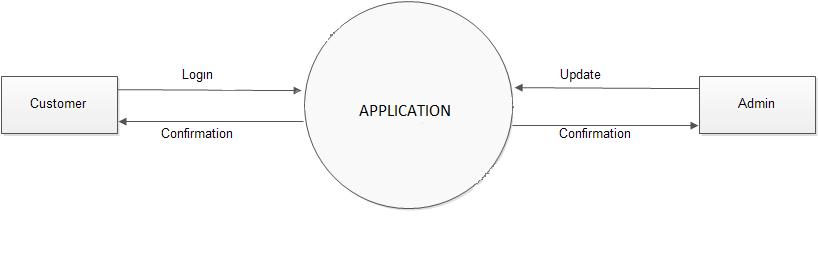 Login
Update
Customer
APPLICATION
Admin
Confirmation
Confirmation